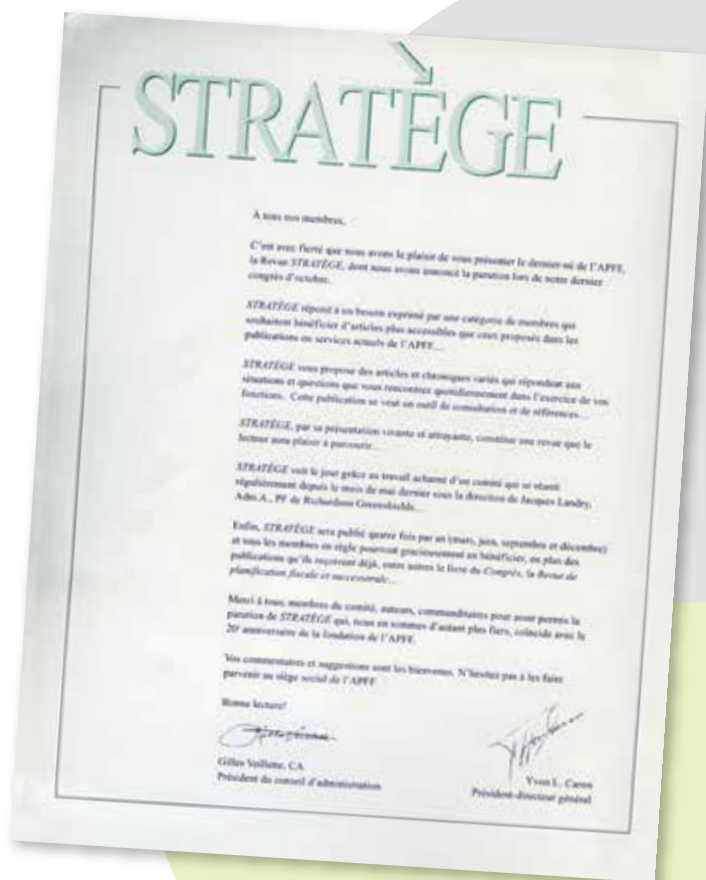 STRATÈGE
À tous nos membres,
C'est avec fierté que nous avons le plaisir de vous présenter le dernier-né de l'APFF,
la Revue STRATÈGE, dont nous avons annoncé la parution lors de notre dernier
congrès d'octobre.
STRATÈGE répond à un besoin exprimé par une catégorie de membres qui
souhaitent bénéficier d'articles plus accessibles que ceux proposés dans les
publications ou services actuels de l'APFF...
STRATÈGE vous propose des articles et chroniques variés qui répondent aux
situations et questions que vous rencontrez quotidiennement dans l'exercice de vos
fonctions. Cette publication se veut un outil de consultation et de références...
STRATÈGE, par sa présentation vivante et attrayante, constitue une revue que le
lecteur aura plaisir à parcourir...
STRATÈGE voit le jour grâce au travail acharné d'un comité qui se réunit
régulièrement depuis le mois de mai dernier sous la direction de Jacques Landry,
Adm.A., PF de Richardson Greenshields...
Enfin, STRATÈGE sera publié quatre fois par an (mars, juin, septembre et décembre)
et tous les membres en règle pourront gracieusement en bénéficier, en plus des
publications qu'ils reçoivent déjà, entre autres le livre du Congrès, la Revue de
planification fiscale et successorale...
Merci à tous, membres du comité, auteurs, commanditaires pour avoir permis la
parution de STRATÈGE qui, nous en sommes d'autant plus fiers, coïncide avec le
20e anniversaire de la fondation de l'APFF.
Vos commentaires et suggestions sont les bienvenus. N'hésitez pas à les faire
parvenir au siège social de l'APFF.
Bonne lecture!
Gilles Veillette, CA
Président du conseil d'administration
Yvon L. Caron
Président-directeur général